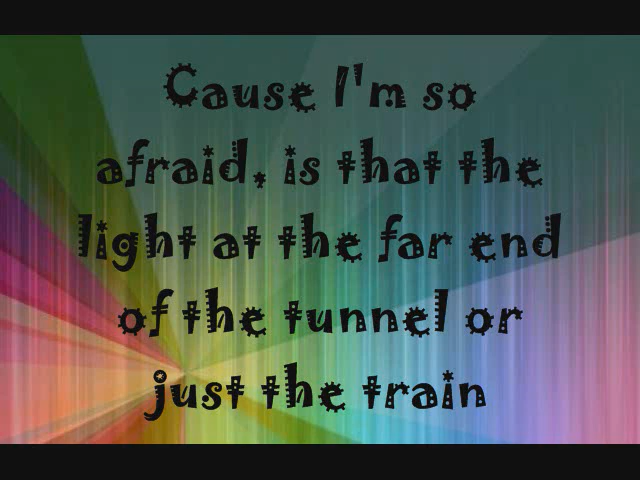 Cause I'm so
afraid, is that the
light at the far end
of the tunnel or
just the train